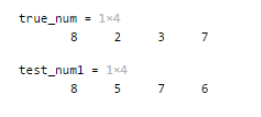 true_num = 1×4
8 2 3 7
test_num1 = 1×4
8 5 7 6